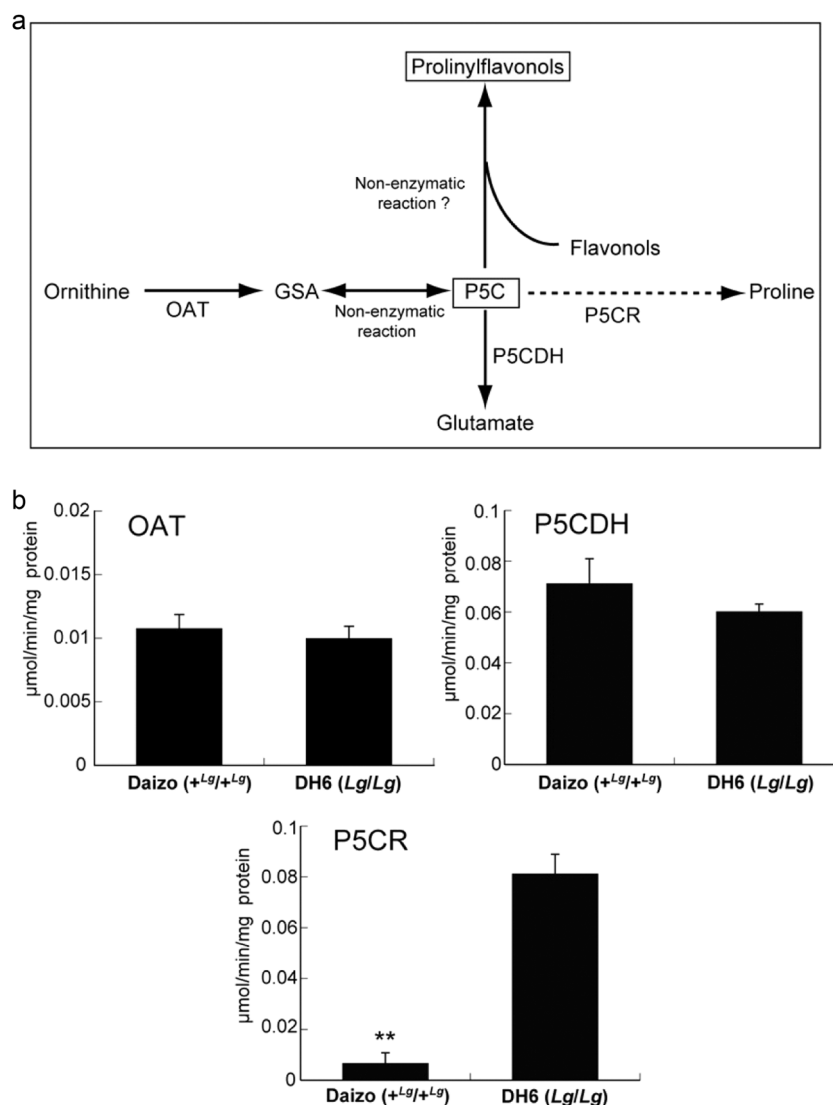 a
Prolinylflavonols
Non-enzymatic
reaction ?
Flavonols
Ornithine
OAT
GSA
Non-enzymatic
reaction
P5C
P5CR
Proline
P5CDH
Glutamate
b
OAT
µmol/min/mg protein
0.02
0.015
0.01
0.005
0
Daizo (+Lg/+Lg)
DH6 (Lg/Lg)
P5CDH
µmol/min/mg protein
0.1
0.08
0.06
0.04
0.02
0
Daizo (+Lg/+Lg)
DH6 (Lg/Lg)
P5CR
µmol/min/mg protein
0.1
0.08
0.06
0.04
0.02
0
**
Daizo (+Lg/+Lg)
DH6 (Lg/Lg)